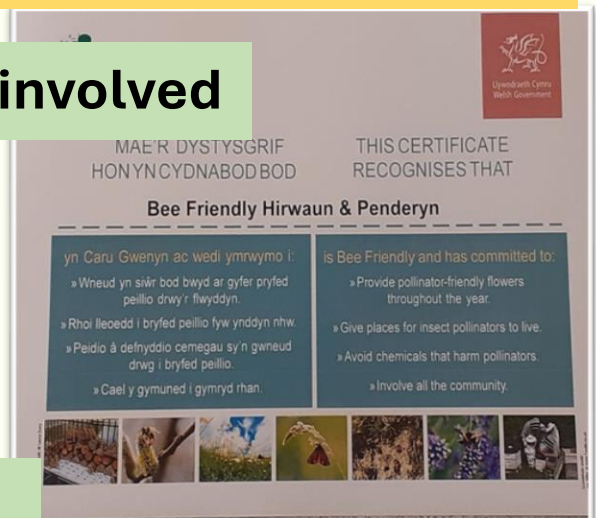 involved
Llywodraeth Cymru
Welsh Government
MAE'R DYSTYSGRIF
HON YN CYDNABOD BOD
THIS CERTIFICATE
RECOGNISES THAT
Bee Friendly Hirwaun & Penderyn
yn Caru Gwenyn ac wedi ymrwymo i:
» Wneud yn siŵr bod bwyd ar gyfer pryfed
peillio drwy'r flwyddyn.
» Rhoi lleoedd i bryfed peillio fyw ynddyn nhw.
» Peidio â defnyddio cemegau sy'n gwneud
drwg i bryfed peillio.
» Cael y gymuned i gymryd rhan.
is Bee Friendly and has committed to:
» Provide pollinator-friendly flowers
throughout the year.
» Give places for insect pollinators to live.
» Avoid chemicals that harm pollinators.
» Involve all the community.